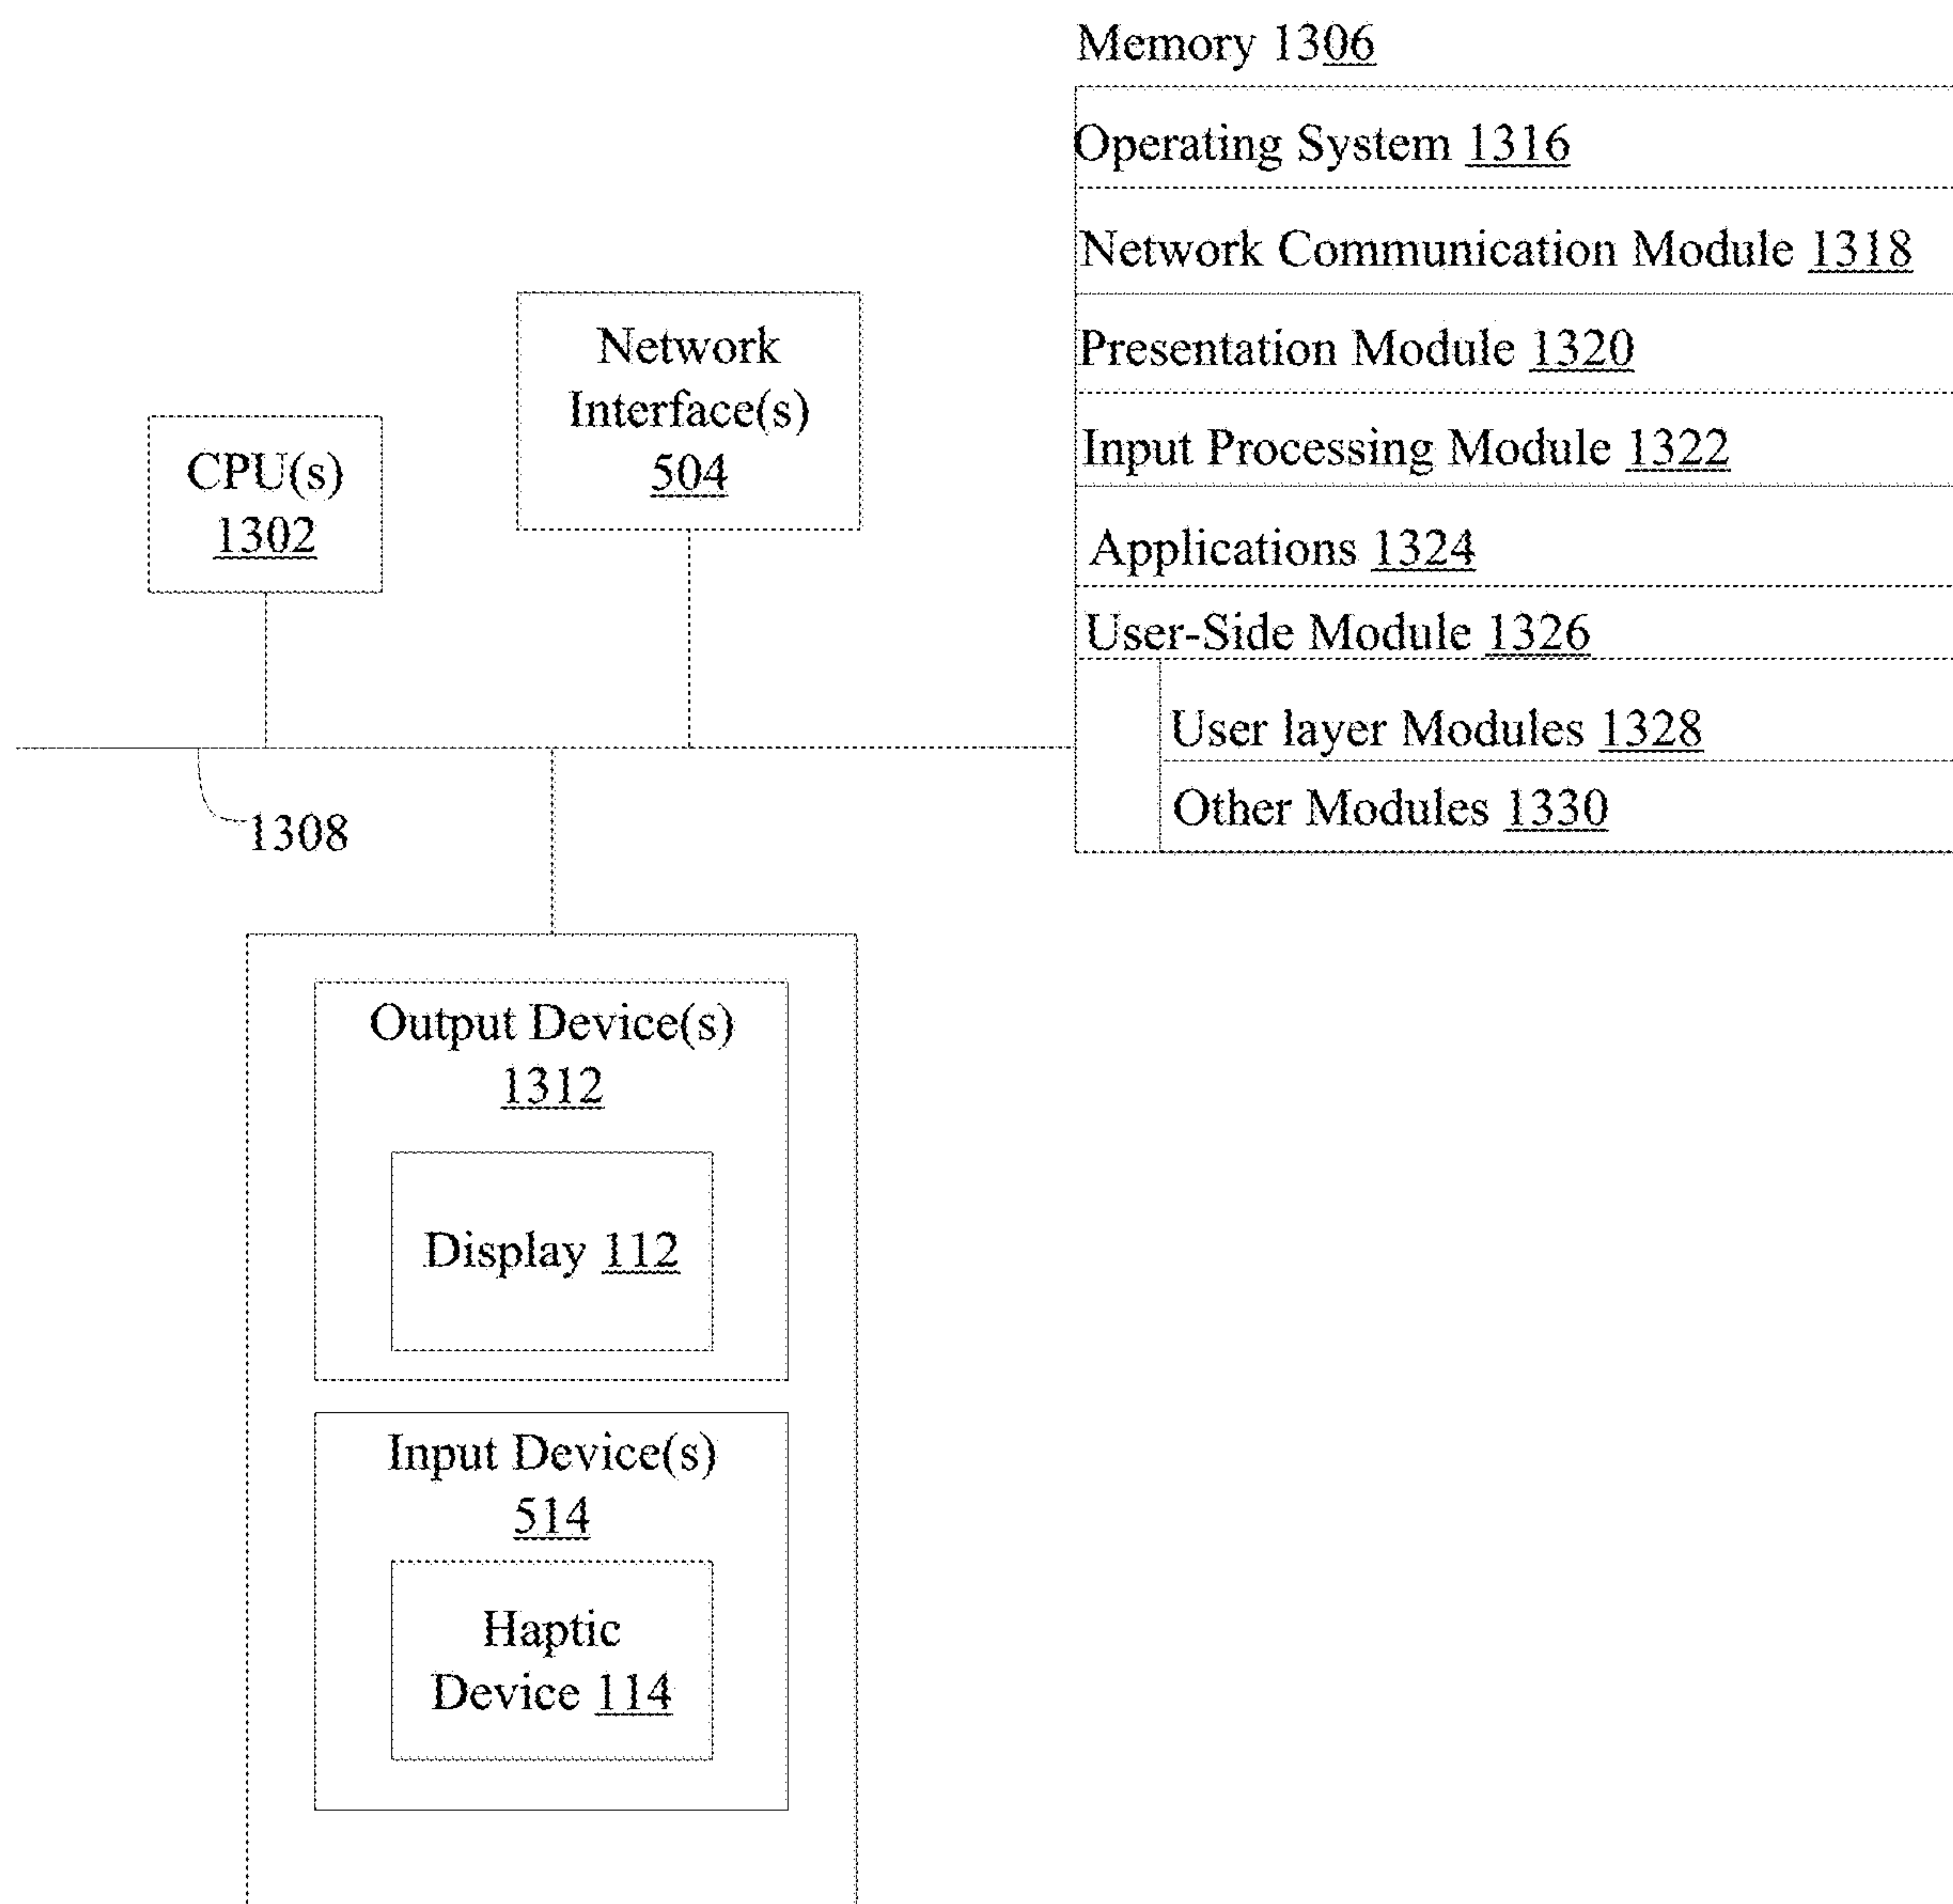 Memory 1306
Operating System 1316
Network Communication Module 1318
Presentation Module 1320
Input Processing Module 1322
Applications 1324
User-Side Module 1326
User layer Modules 1328
Other Modules 1330
Network
Interface(s)
504
CPU(s)
1302
1308
Output Device(s)
1312
Display 112
Input Device(s)
514
Haptic
Device 114